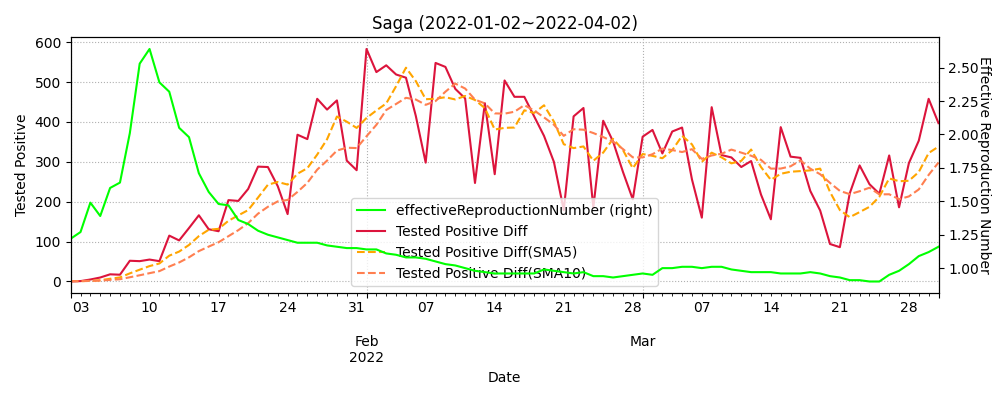 Saga (2022-01-02~2022-04-02)
600
500
400
300
200
100
0
Tested Positive
2.50
2.25
2.00
1.75
1.50
1.25
1.00
Effective Reproduction Number
effectiveReproductionNumber (right)
Tested Positive Diff
Tested Positive Diff(SMA5)
Tested Positive Diff(SMA10)
03 10 17 24 31 07 14 21 28 07 14 21 28
Feb Mar
2022
Date